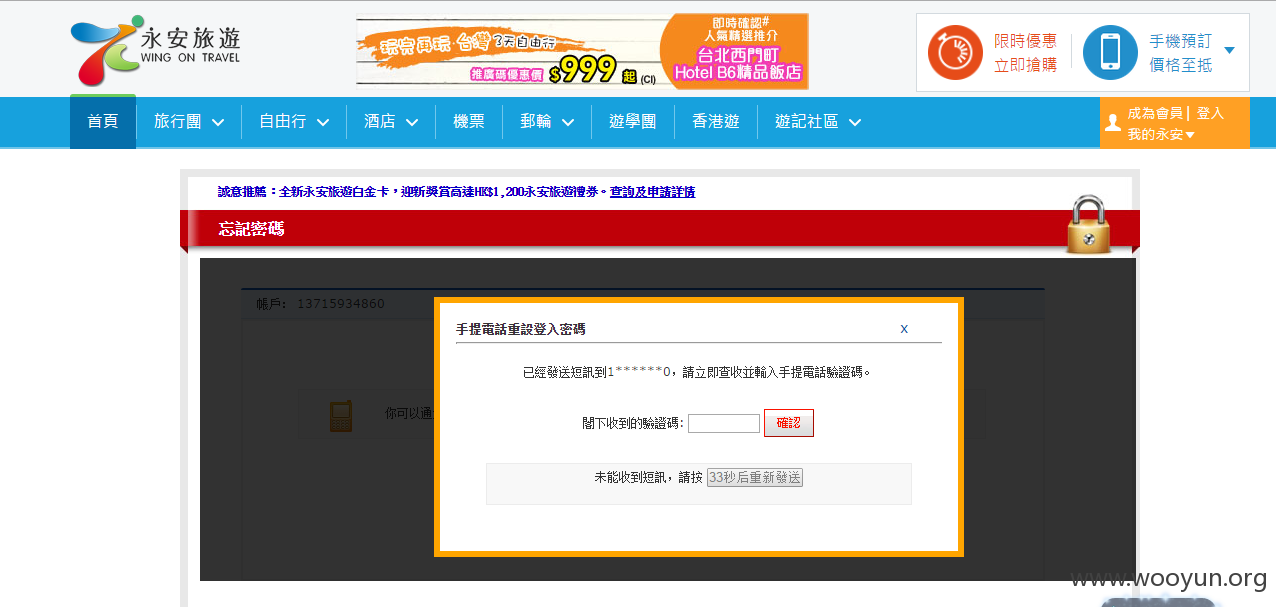 永安旅遊
WING ON TRAVEL
玩完再玩 台灣 3天自由行
推廣碼優惠價 $999起 (CI)
即時確認#
人氣精選推介
台北西門町
Hotel B6精品飯店
限時優惠
立即搶購
手機預訂
價格至抵
首頁 旅行團 自由行 酒店 機票 郵輪 遊學團 香港遊 遊記社區
成為會員| 登入
我的永安
誠意推薦：全新永安旅遊白金卡，迎新獎賞高達HK$1,200永安旅遊禮券。查詢及申請詳情
忘記密碼
帳戶: 13715934860
手提電話重設登入密碼 x
已經發送短訊到1******0，請立即查收並輸入手提電話驗證碼。
你可以通
閣下收到的驗證碼: 確認
未能收到短訊，請按 33秒后重新發送
www.wooyun.org